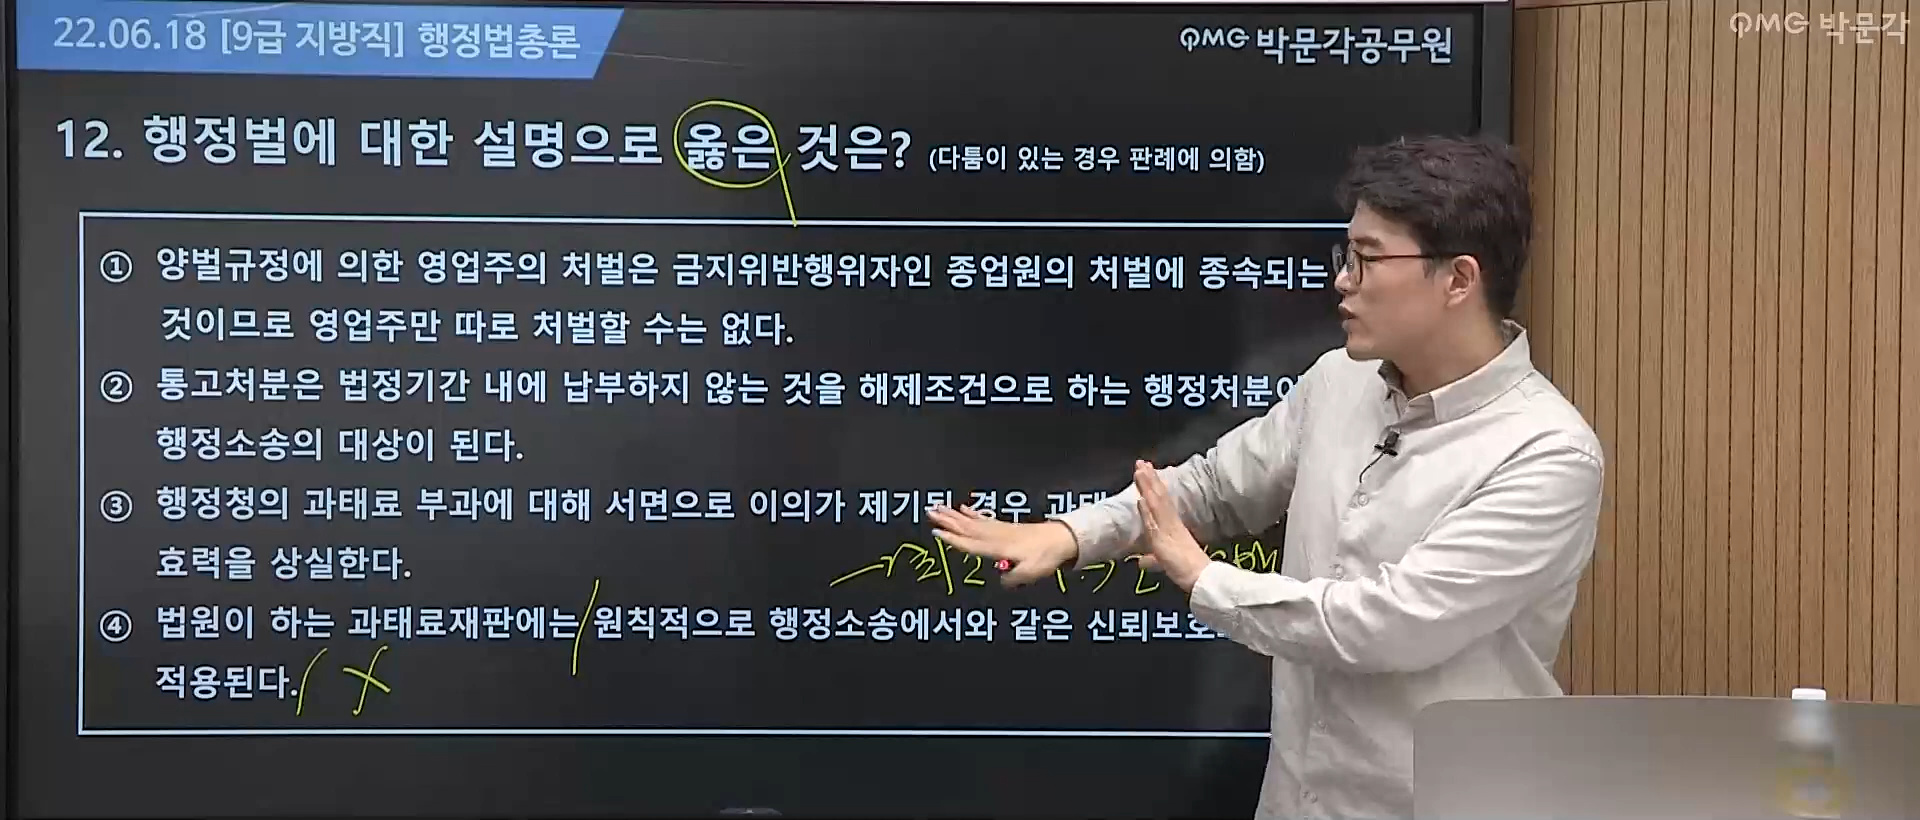 22.06.18 [9급 지방직] 행정법총론
PMG 박문각공무원
PMG 박문각
12. 행정벌에 대한 설명으로 옳은 것은? (다툼이 있는 경우 판례에 의함)
① 양벌규정에 의한 영업주의 처벌은 금지위반행위자인 종업원의 처벌에 종속되는
것이므로 영업주만 따로 처벌할 수는 없다.
② 통고처분은 법정기간 내에 납부하지 않는 것을 해제조건으로 하는 행정처분
행정소송의 대상이 된다.
③ 행정청의 과태료 부과에 대해 서면으로 이의가 제기된 경우
효력을 상실한다.
④ 법원이 하는 과태료재판에는 원칙적으로 행정소송에서와 같은 신뢰보호
적용된다.